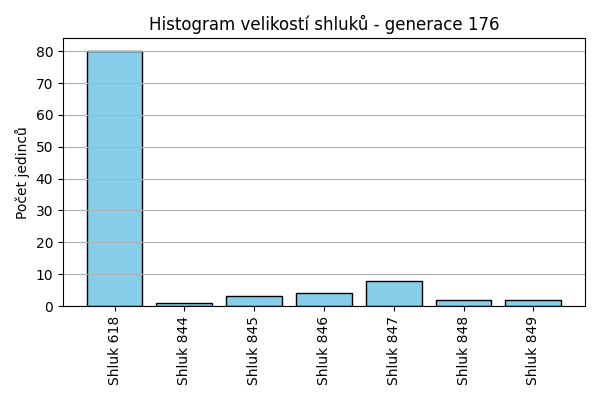 Histogram velikostí shluků - generace 176
Počet jedinců
80
70
60
50
40
30
20
10
0
Shluk 618
Shluk 844
Shluk 845
Shluk 846
Shluk 847
Shluk 848
Shluk 849